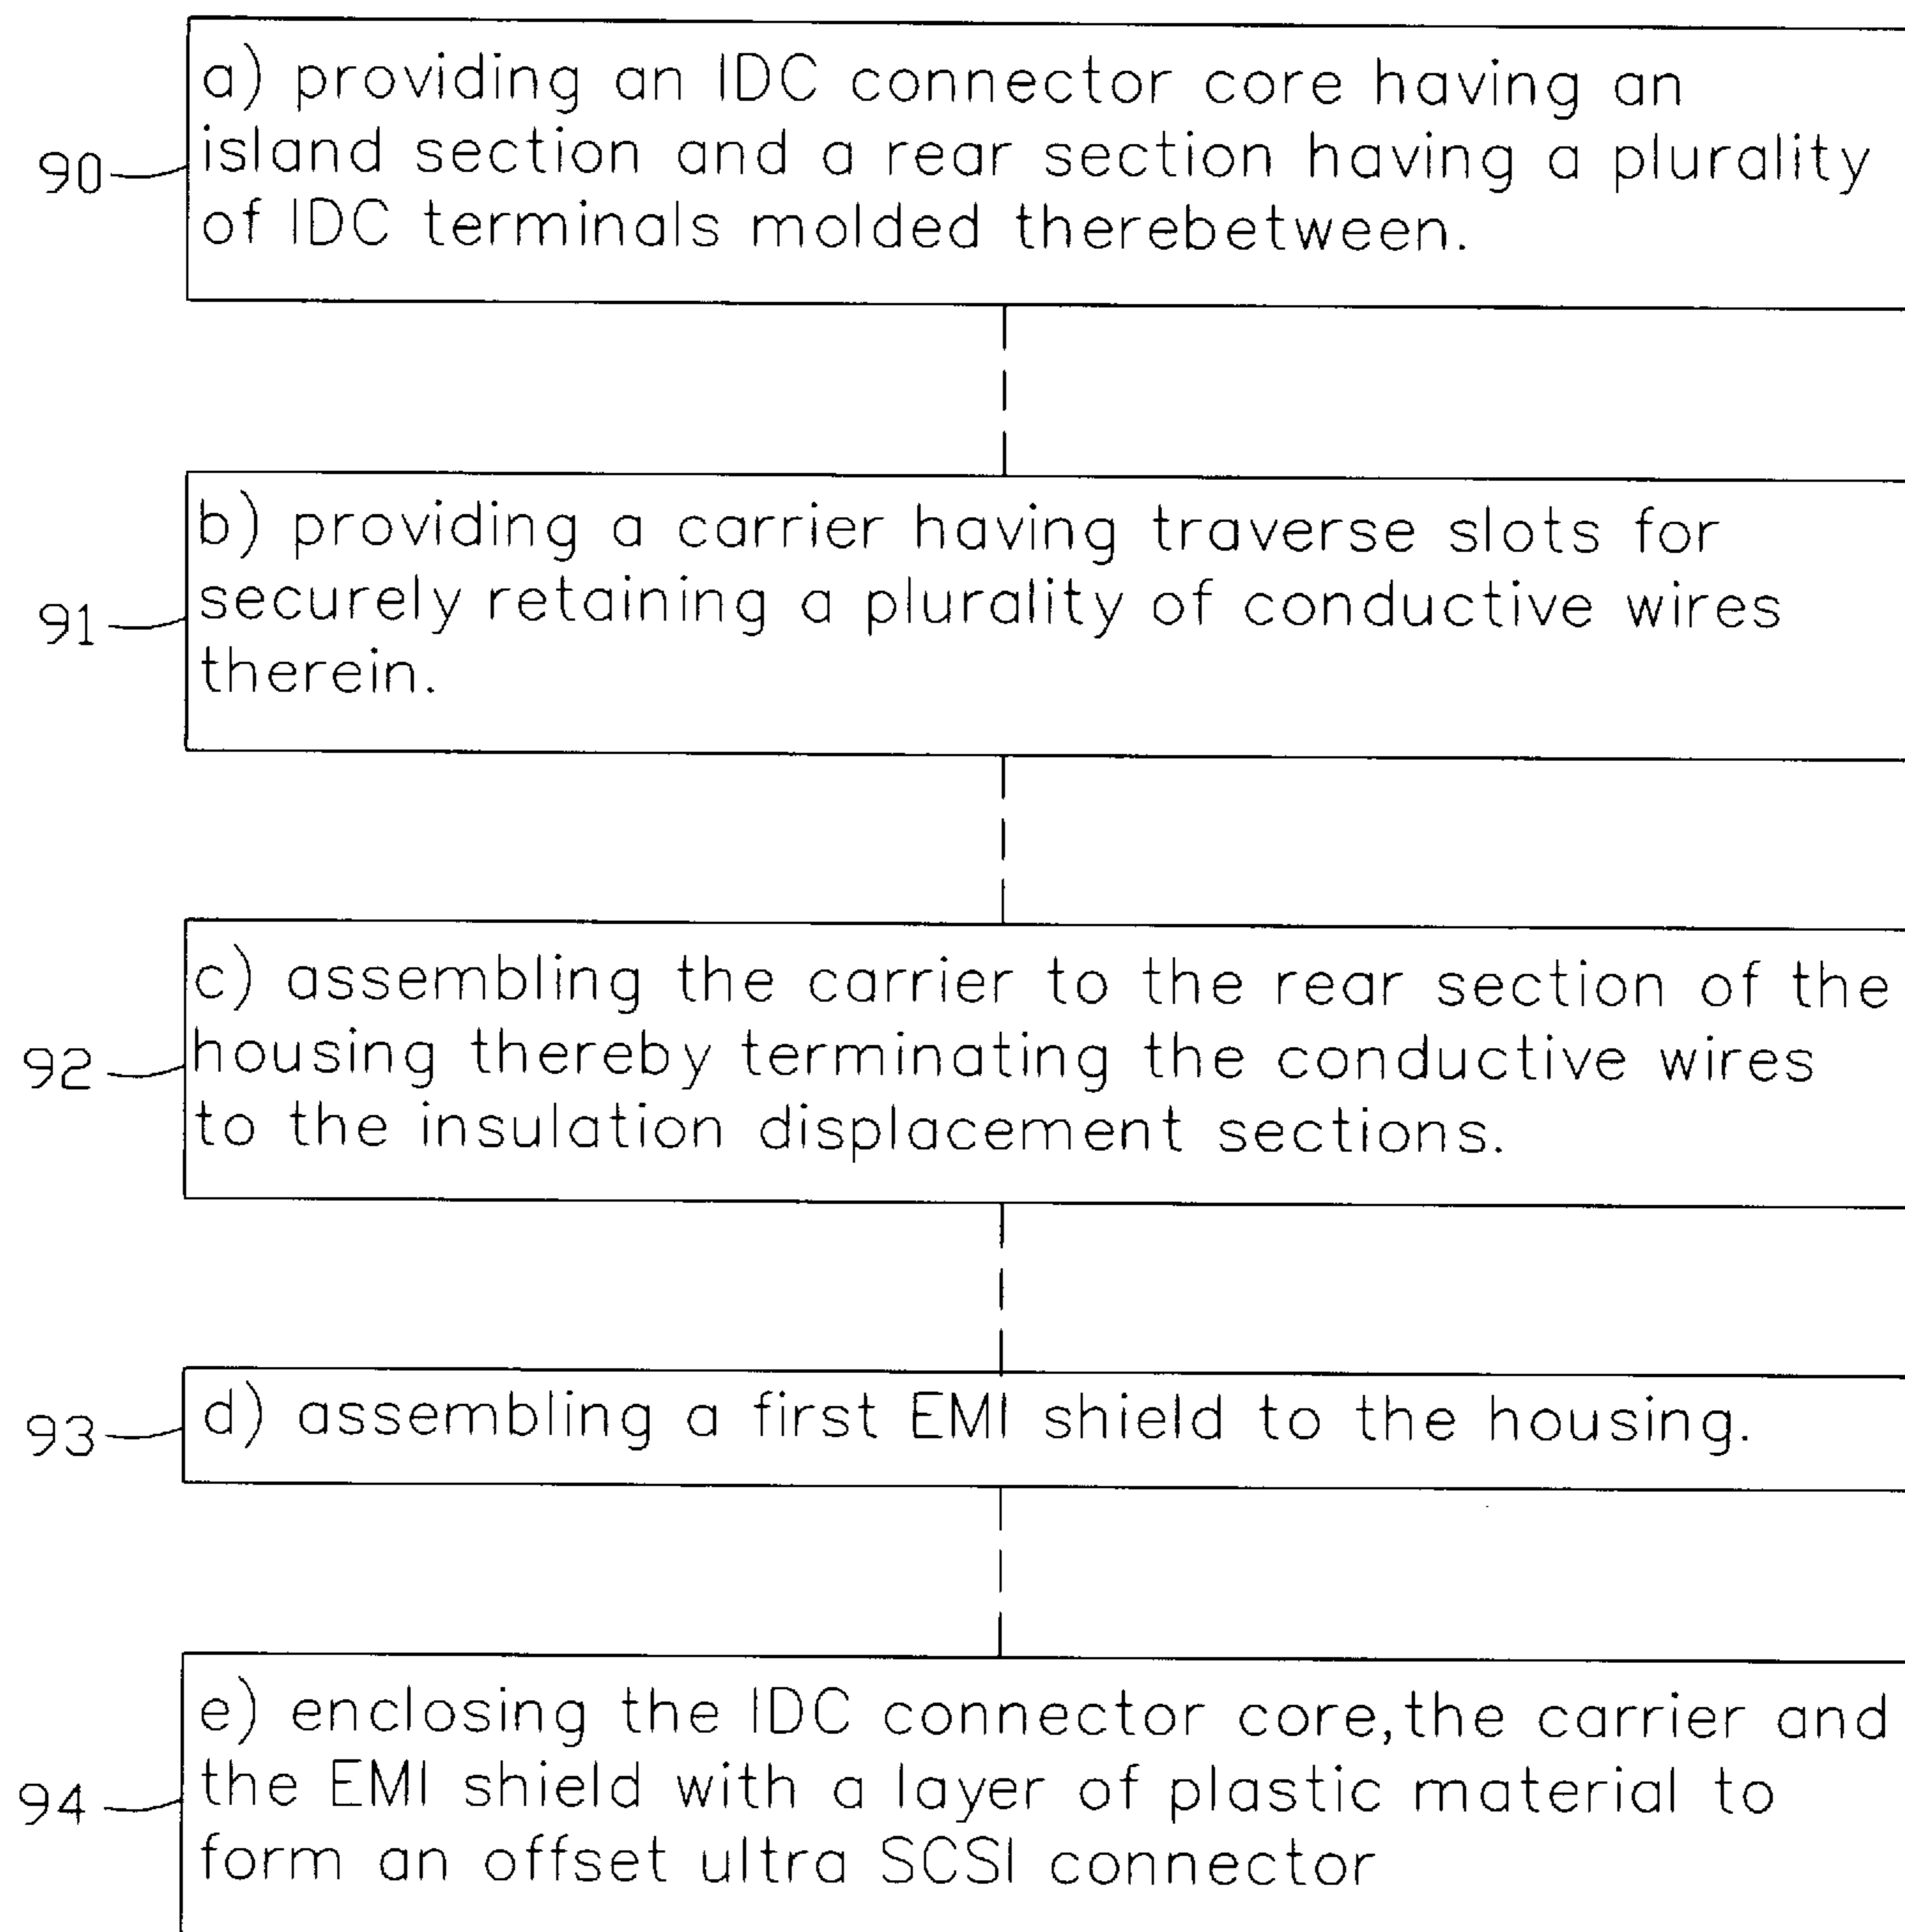 a) providing an IDC connector core having an
island section and a rear section having a plurality
90
of IDC terminals molded therebetween.
b) providing a carrier having traverse slots for
securely retaining a plurality of conductive wires
91
therein.
c) assembling the carrier to the rear section of the
housing thereby terminating the conductive wires
92
to the insulation displacement sections.
93
d) assembling a first EMI shield to the housing.
e) enclosing the IDC connector core,the carrier and
the EMI shield with a layer of plastic material to
94
form an offset ultra SCSI connector